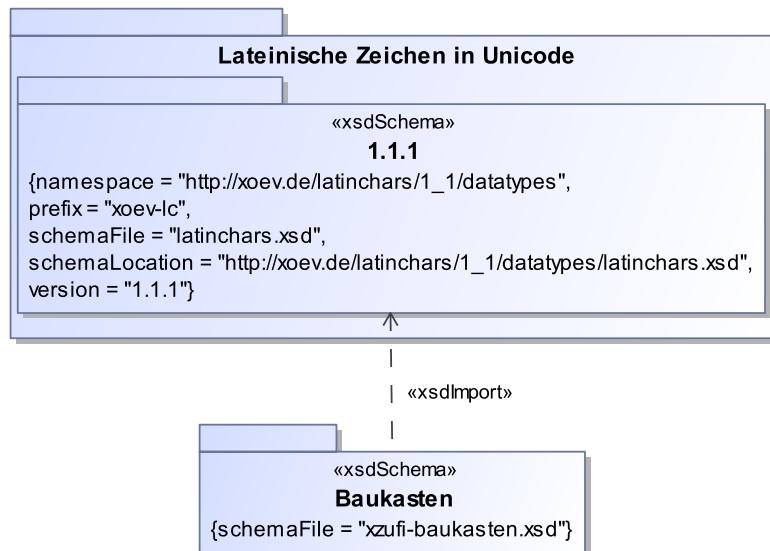 Lateinische Zeichen in Unicode
«xsdSchema»
1.1.1
{namespace = "http://xoev.de/latinchars/1_1/datatypes",
prefix = "xoev-lc",
schemaFile = "latinchars.xsd",
schemaLocation = "http://xoev.de/latinchars/1_1/datatypes/latinchars.xsd",
version = "1.1.1"}
«xsdImport»
«xsdSchema»
Baukasten
{schemaFile = "xzufi-baukasten.xsd"}